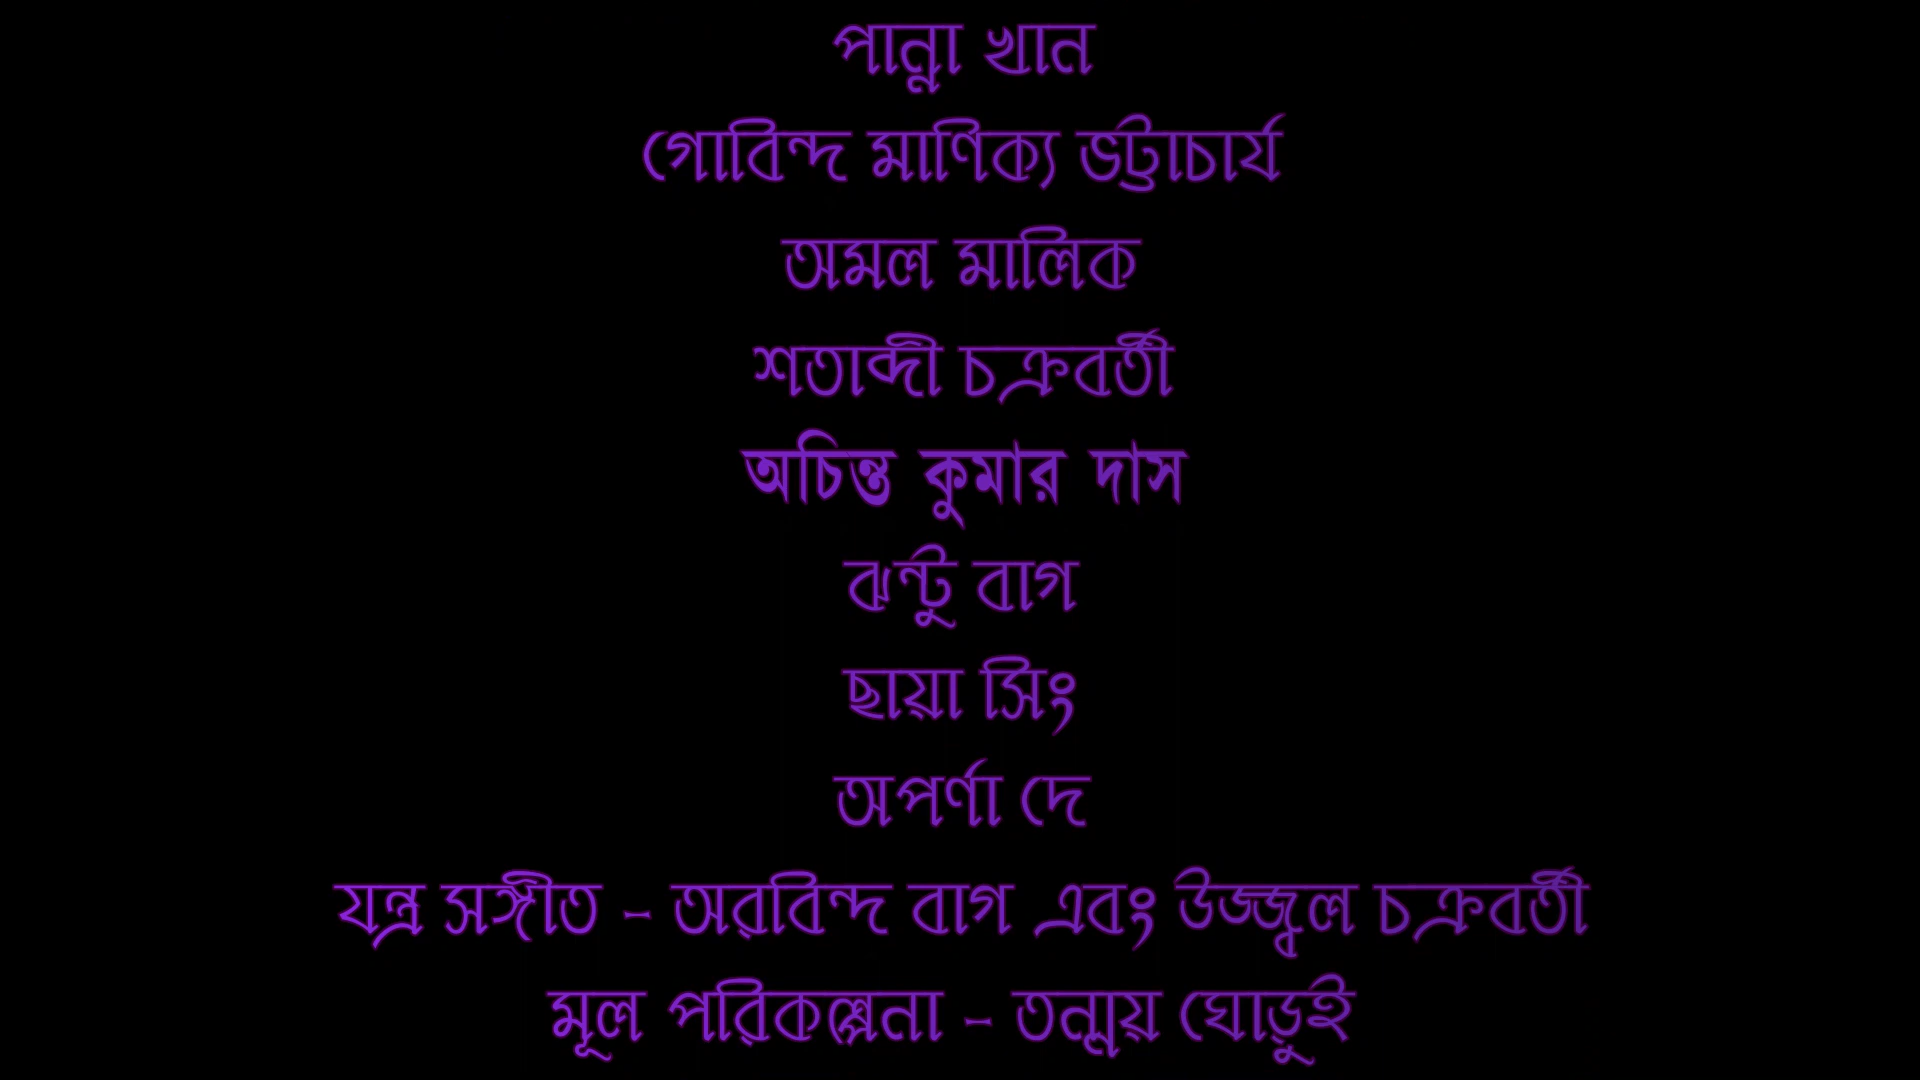 পান্না খান
গোবিন্দ মাণিক্য ভট্টাচার্য
অমল মালিক
শতাব্দী চক্রবর্তী
অচিন্ত কুমার দাস
ঝন্টু বাগ
ছায়া সিং
অপর্ণা দে
যন্ত্র সঙ্গীত - অরবিন্দ বাগ এবং উজ্জ্বল চক্রবর্তী
মূল পরিকল্পনা - তন্ময় ঘোড়ুই